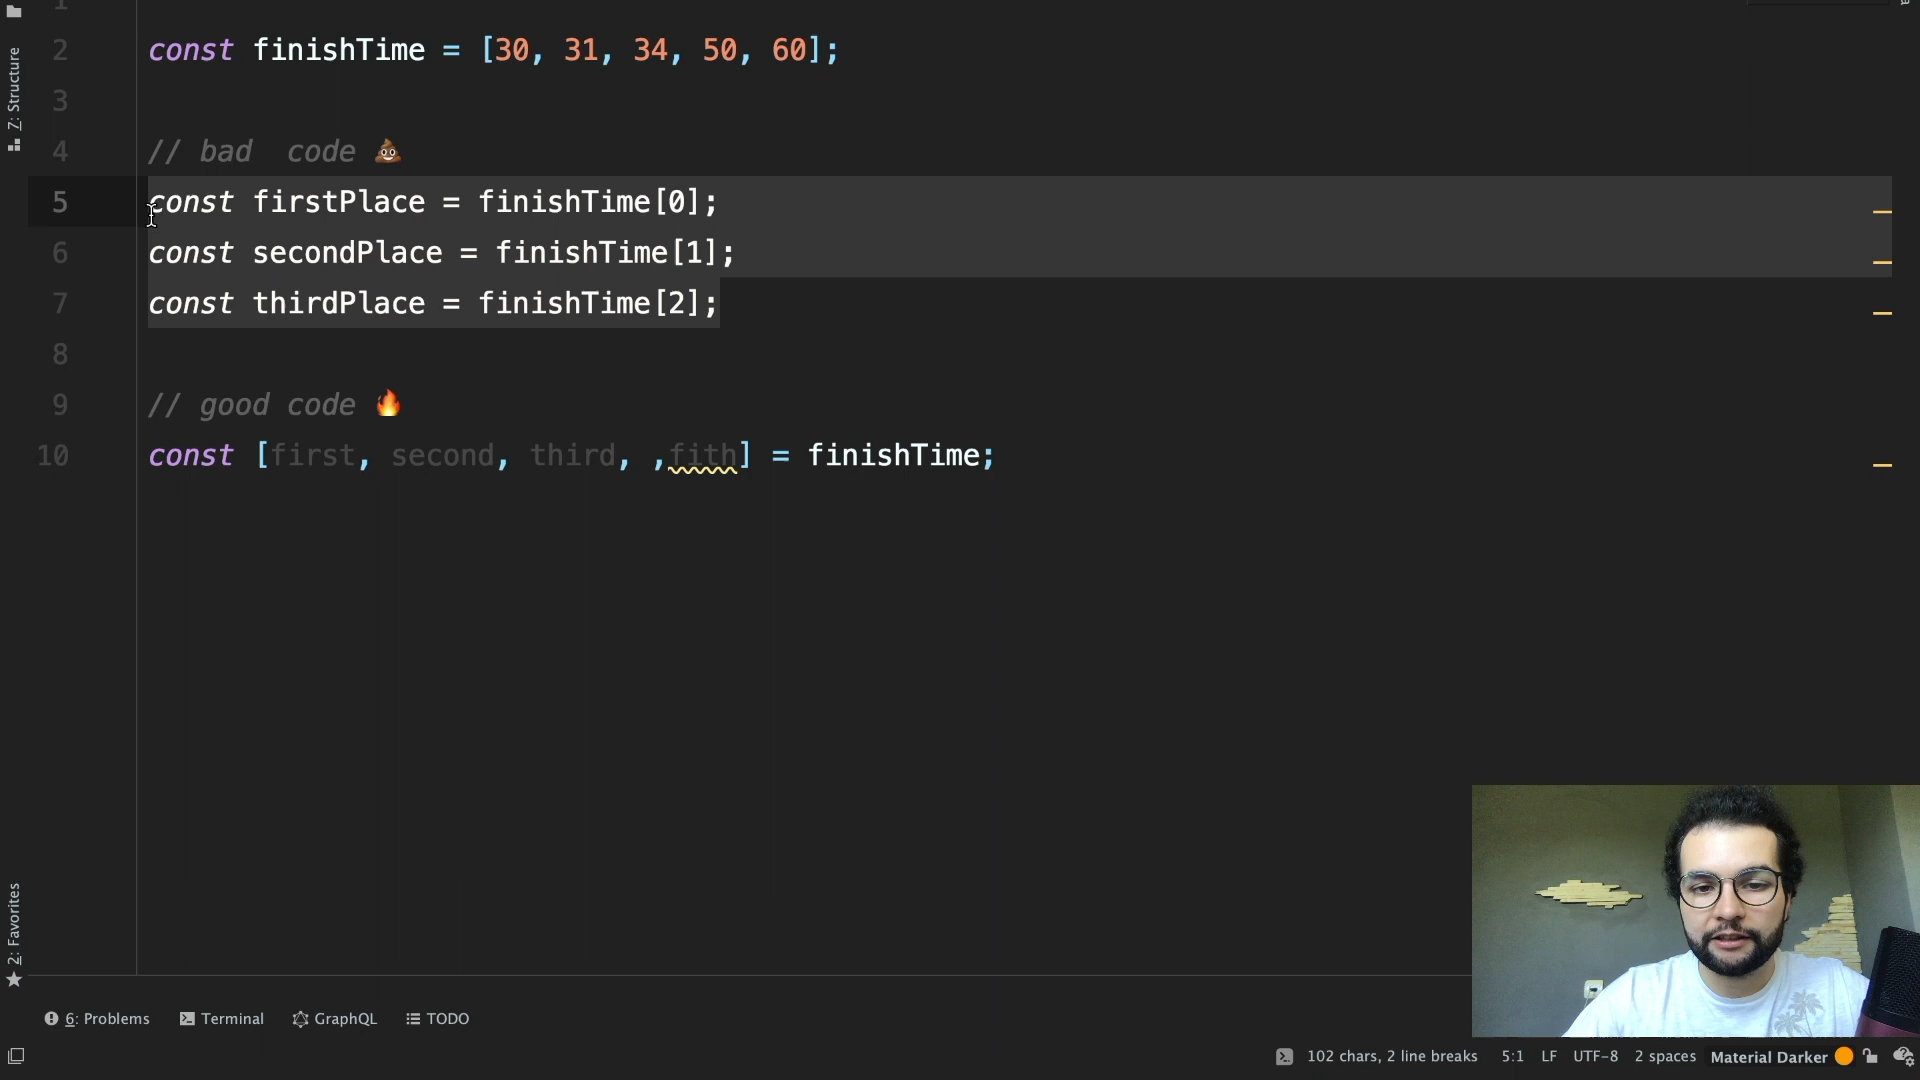 1
2 const finishTime = [30, 31, 34, 50, 60];
3
4 // bad  code 💩
5 const firstPlace = finishTime[0];
6 const secondPlace = finishTime[1];
7 const thirdPlace = finishTime[2];
8
9 // good code 🔥
10 const [first, second, third, ,fith] = finishTime;
Z: Structure
2: Favorites
6: Problems Terminal GraphQL TODO
102 chars, 2 line breaks 5:1 LF UTF-8 2 spaces Material Darker